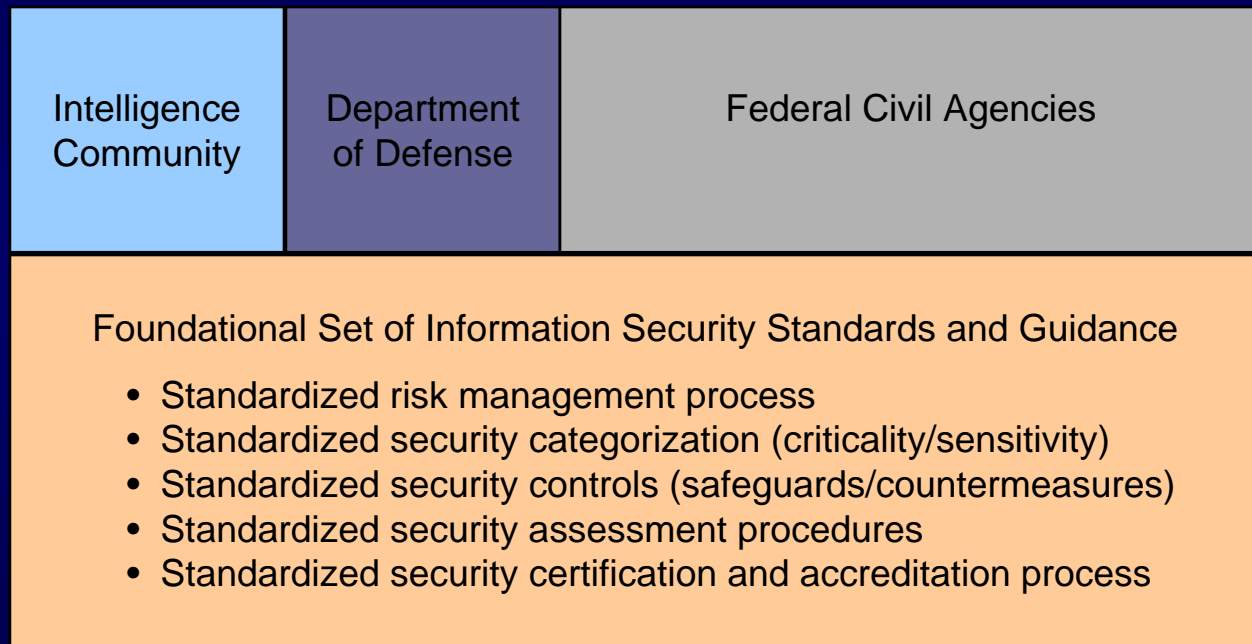 Intelligence
Community
Department
of Defense
Federal Civil Agencies
Foundational Set of Information Security Standards and Guidance
• Standardized risk management process
• Standardized security categorization (criticality/sensitivity)
• Standardized security controls (safeguards/countermeasures)
• Standardized security assessment procedures
• Standardized security certification and accreditation process